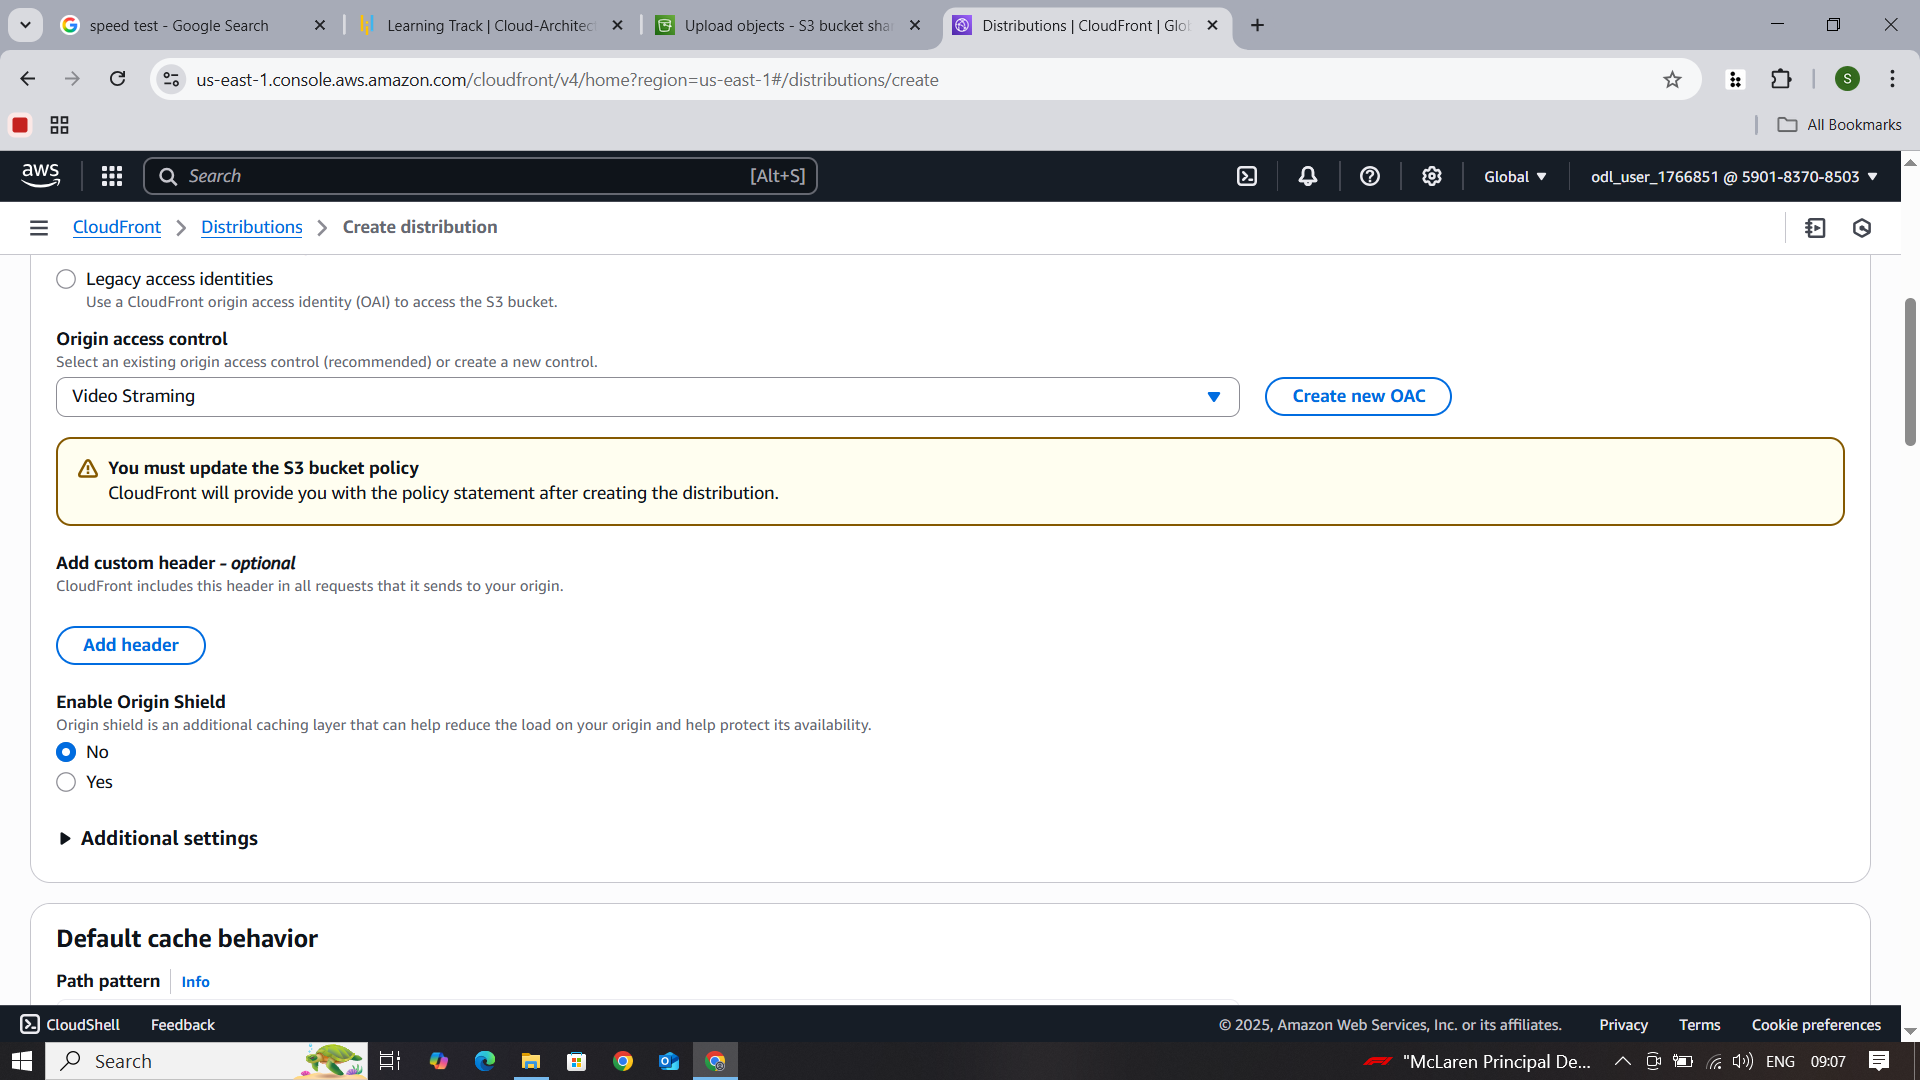 speed test - Google Search
Learning Track | Cloud-Architect
Upload objects - S3 bucket shar
Distributions | CloudFront | Glob
us-east-1.console.aws.amazon.com/cloudfront/v4/home?region=us-east-1#/distributions/create
S
All Bookmarks
aws
Search
[Alt+S]
Global
odl_user_1766851 @ 5901-8370-8503
CloudFront
Distributions
Create distribution
Legacy access identities
Use a CloudFront origin access identity (OAI) to access the S3 bucket.
Origin access control
Select an existing origin access control (recommended) or create a new control.
Video Straming
Create new OAC
You must update the S3 bucket policy
CloudFront will provide you with the policy statement after creating the distribution.
Add custom header - optional
CloudFront includes this header in all requests that it sends to your origin.
Add header
Enable Origin Shield
Origin shield is an additional caching layer that can help reduce the load on your origin and help protect its availability.
No
Yes
Additional settings
Default cache behavior
Path pattern
Info
CloudShell
Feedback
© 2025, Amazon Web Services, Inc. or its affiliates.
Privacy
Terms
Cookie preferences
Search
"McLaren Principal De...
ENG
09:07